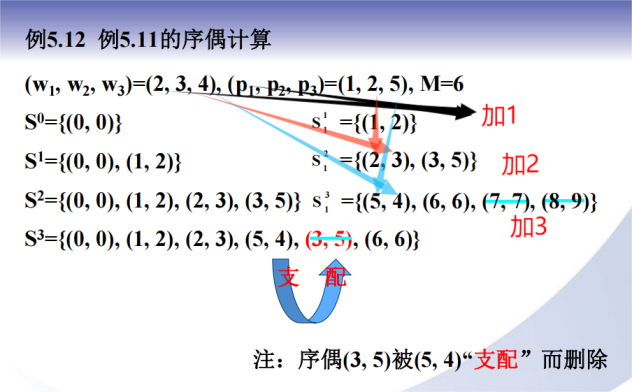 例5.12 例5.11的序偶计算
(w₁, w₂, w₃)=(2, 3, 4), (p₁, p₂, p₃)=(1, 2, 5), M=6
S⁰={(0, 0)} S₁¹ ={(1, 2)} 加1
S¹={(0, 0), (1, 2)} S₁² ={(2, 3), (3, 5)} 加2
S²={(0, 0), (1, 2), (2, 3), (3, 5)} S₁³ ={(5, 4), (6, 6), (7, 7), (8, 9)}
加3
S³={(0, 0), (1, 2), (2, 3), (5, 4), (3, 5), (6, 6)}
支 配
注：序偶(3, 5)被(5, 4)“支配”而删除